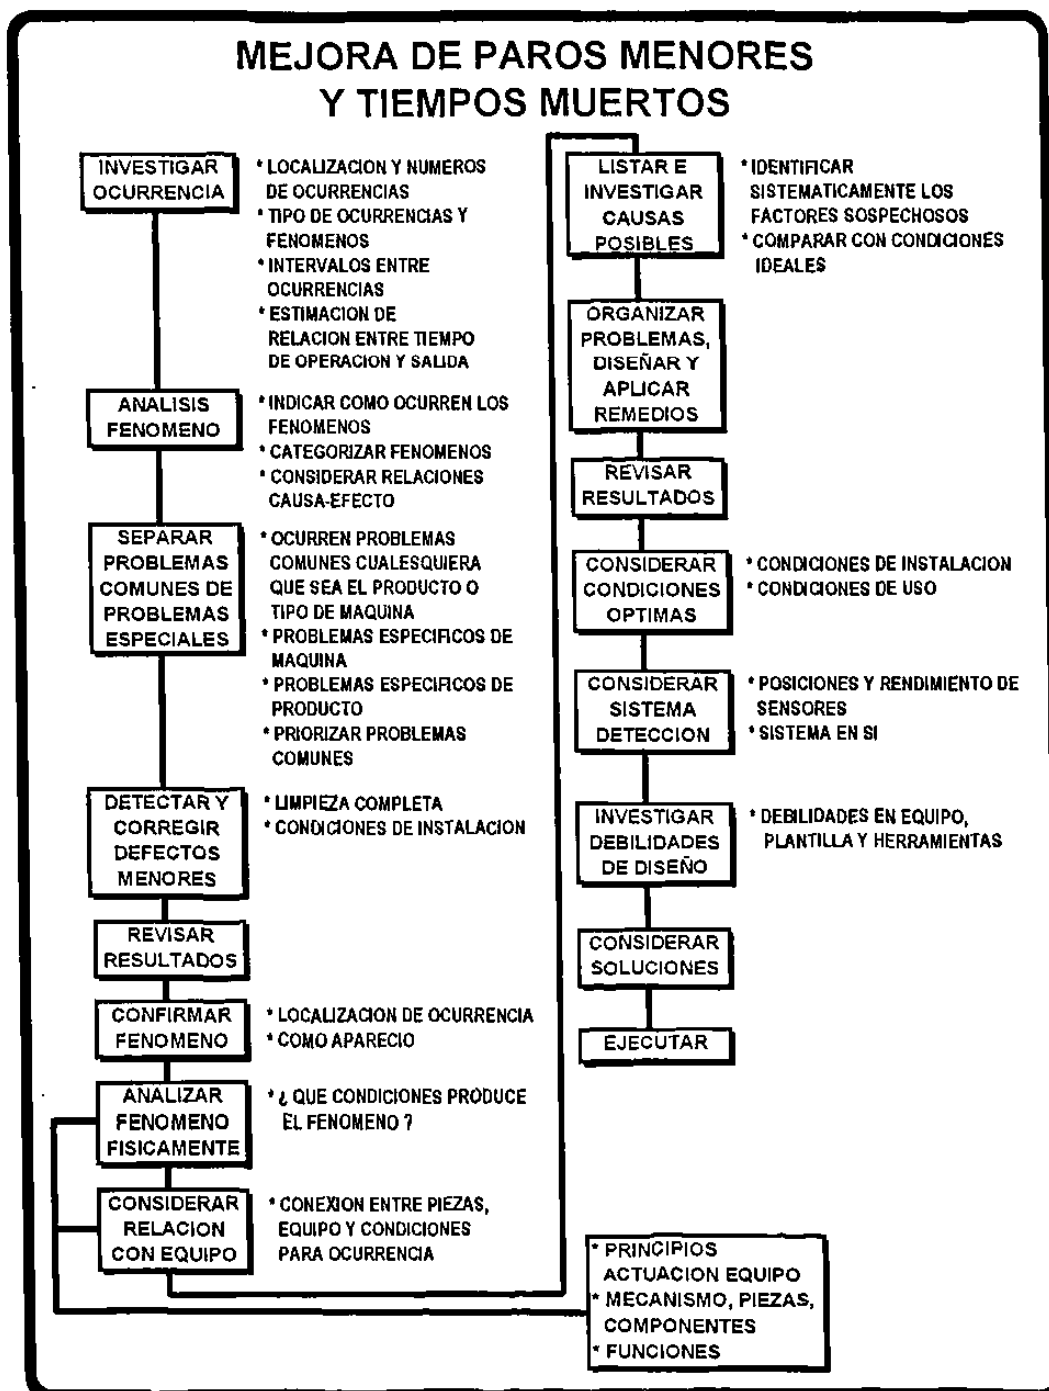 MEJORA DE PAROS MENORES
Y TIEMPOS MUERTOS
INVESTIGAR
OCURRENCIA
* LOCALIZACION Y NUMEROS
DE OCURRENCIAS
* TIPO DE OCURRENCIAS Y
FENOMENOS
* INTERVALOS ENTRE
OCURRENCIAS
* ESTIMACION DE
RELACION ENTRE TIEMPO
DE OPERACION Y SALIDA
ANALISIS
FENOMENO
* INDICAR COMO OCURREN LOS
FENOMENOS
* CATEGORIZAR FENOMENOS
* CONSIDERAR RELACIONES
CAUSA-EFECTO
SEPARAR
PROBLEMAS
COMUNES DE
PROBLEMAS
ESPECIALES
* OCURREN PROBLEMAS
COMUNES CUALESQUIERA
QUE SEA EL PRODUCTO O
TIPO DE MAQUINA
* PROBLEMAS ESPECIFICOS DE
MAQUINA
* PROBLEMAS ESPECIFICOS DE
PRODUCTO
* PRIORIZAR PROBLEMAS
COMUNES
DETECTAR Y
CORREGIR
DEFECTOS
MENORES
* LIMPIEZA COMPLETA
* CONDICIONES DE INSTALACION
REVISAR
RESULTADOS
CONFIRMAR
FENOMENO
* LOCALIZACION DE OCURRENCIA
* COMO APARECIO
ANALIZAR
FENOMENO
FISICAMENTE
* ¿ QUE CONDICIONES PRODUCE
EL FENOMENO ?
CONSIDERAR
RELACION
CON EQUIPO
* CONEXION ENTRE PIEZAS,
EQUIPO Y CONDICIONES
PARA OCURRENCIA
LISTAR E
INVESTIGAR
CAUSAS
POSIBLES
* IDENTIFICAR
SISTEMATICAMENTE LOS
FACTORES SOSPECHOSOS
* COMPARAR CON CONDICIONES
IDEALES
ORGANIZAR
PROBLEMAS,
DISEÑAR Y
APLICAR
REMEDIOS
REVISAR
RESULTADOS
CONSIDERAR
CONDICIONES
OPTIMAS
* CONDICIONES DE INSTALACION
* CONDICIONES DE USO
CONSIDERAR
SISTEMA
DETECCION
* POSICIONES Y RENDIMIENTO DE
SENSORES
* SISTEMA EN SI
INVESTIGAR
DEBILIDADES
DE DISEÑO
* DEBILIDADES EN EQUIPO,
PLANTILLA Y HERRAMIENTAS
CONSIDERAR
SOLUCIONES
EJECUTAR
* PRINCIPIOS
ACTUACION EQUIPO
* MECANISMO, PIEZAS,
COMPONENTES
* FUNCIONES